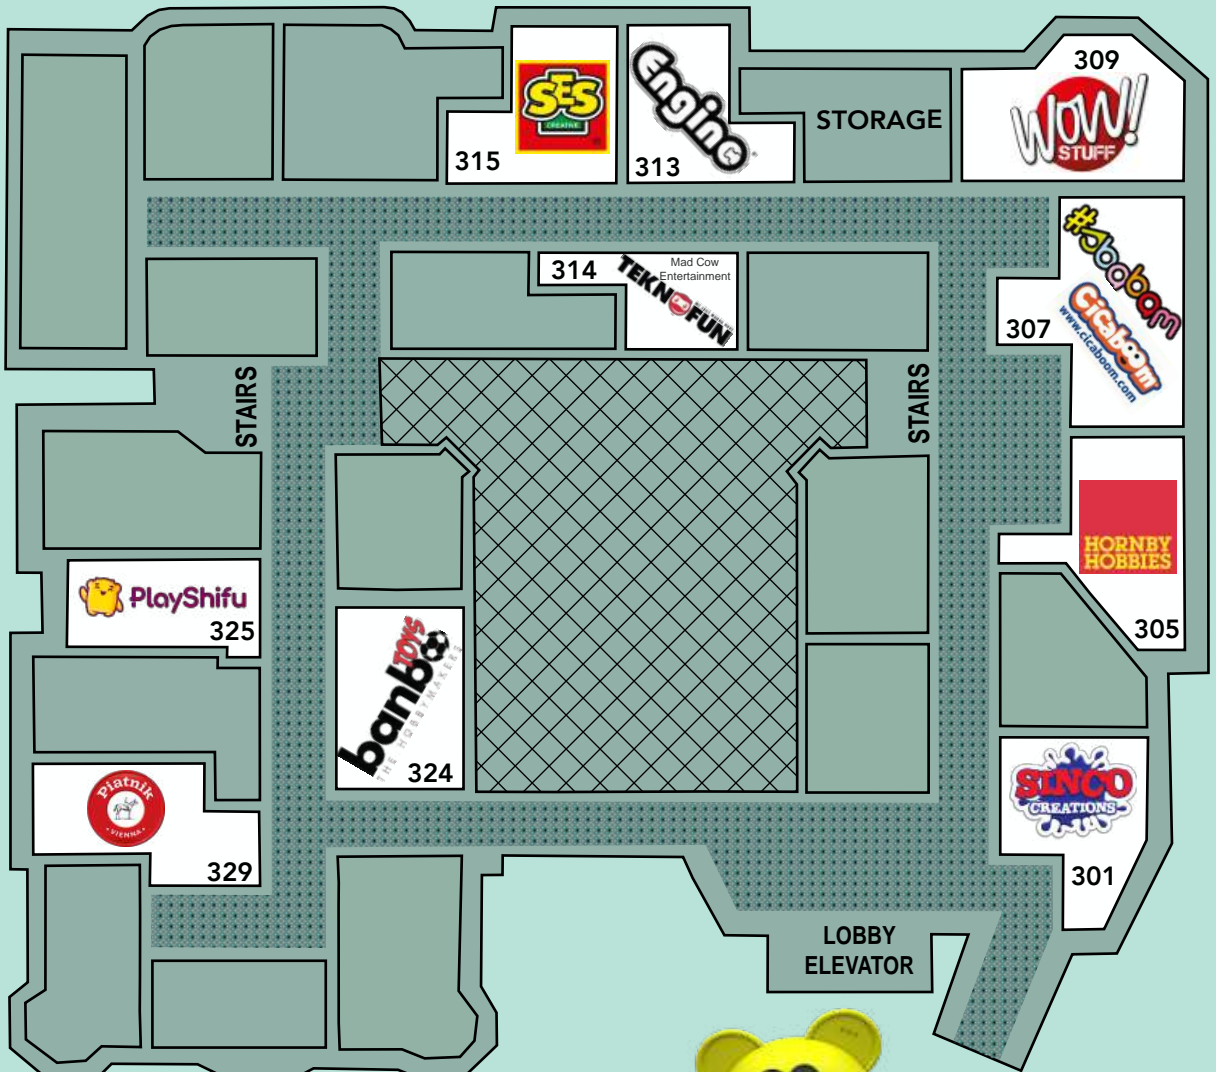 309
WOW!!
STUFF
SES
CREATIVE
315
Engino
313
STORAGE
#sbabam
Cicaboom
www.cicaboom.com
307
314
TEKNOFUN
Mad Cow
Entertainment
STAIRS
STAIRS
HORNBY
HOBBIES
305
PlayShifu
325
banbo
TOYS
THE HOBBYMAKERS
324
Piatnik
• VIENNA •
329
SINCO
CREATIONS
301
LOBBY
ELEVATOR